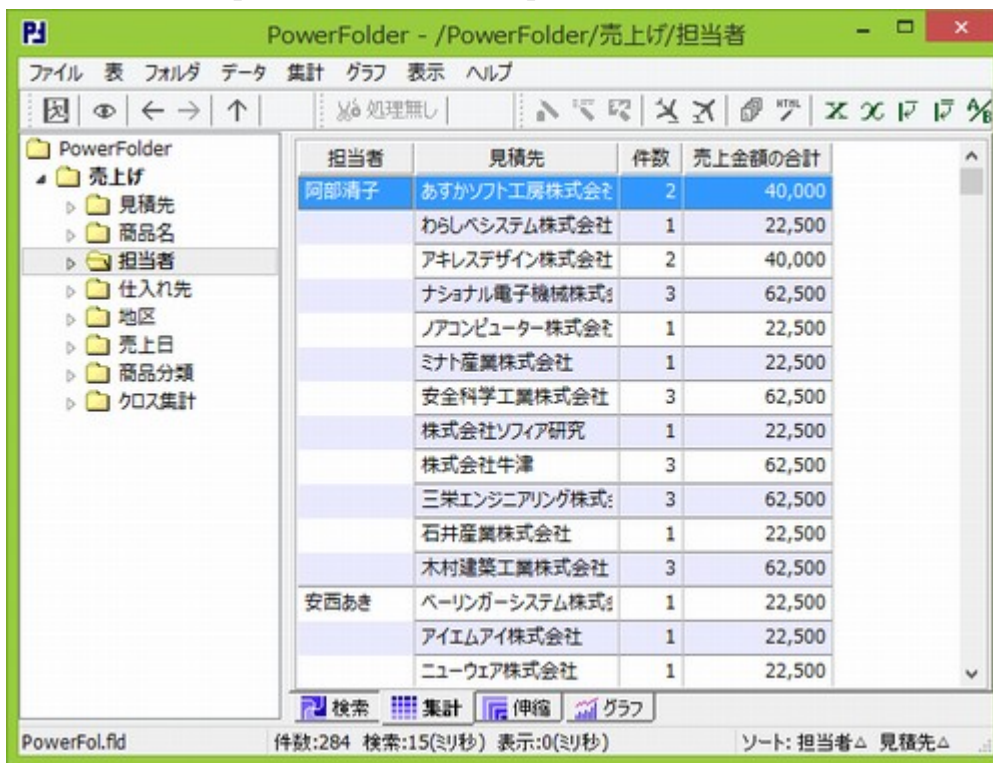 PowerFolder - /PowerFolder/売上げ/担当者
ファイル 表 フォルダ データ 集計 グラフ 表示 ヘルプ
処理無し HTML
PowerFolder
売上げ
見積先
商品名
担当者
仕入れ先
地区
売上日
商品分類
クロス集計
担当者 見積先 件数 売上金額の合計
阿部清子 あすかソフト工房株式会社 2 40,000
わらしべシステム株式会社 1 22,500
アキレスデザイン株式会社 2 40,000
ナショナル電子機械株式 3 62,500
ノアコンピューター株式会社 1 22,500
ミナト産業株式会社 1 22,500
安全科学工業株式会社 3 62,500
株式会社ソフィア研究 1 22,500
株式会社牛津 3 62,500
三栄エンジニアリング株式 3 62,500
石井産業株式会社 1 22,500
木村建築工業株式会社 3 62,500
安西あき ベーリンガーシステム株式 1 22,500
アイエムアイ株式会社 1 22,500
ニューウェア株式会社 1 22,500
検索 集計 伸縮 グラフ
PowerFol.fld 件数:284 検索:15(ミリ秒) 表示:0(ミリ秒) ソート: 担当者△ 見積先△